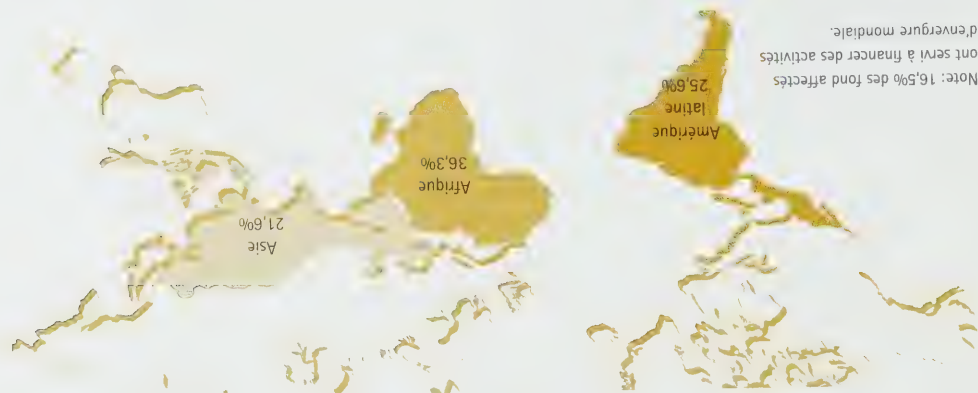 Asie
21,6%
Afrique
36,3%
Amérique
latine
25,6%
Note: 16,5% des fond affectés
ont servi à financer des activités
d'envergure mondiale.